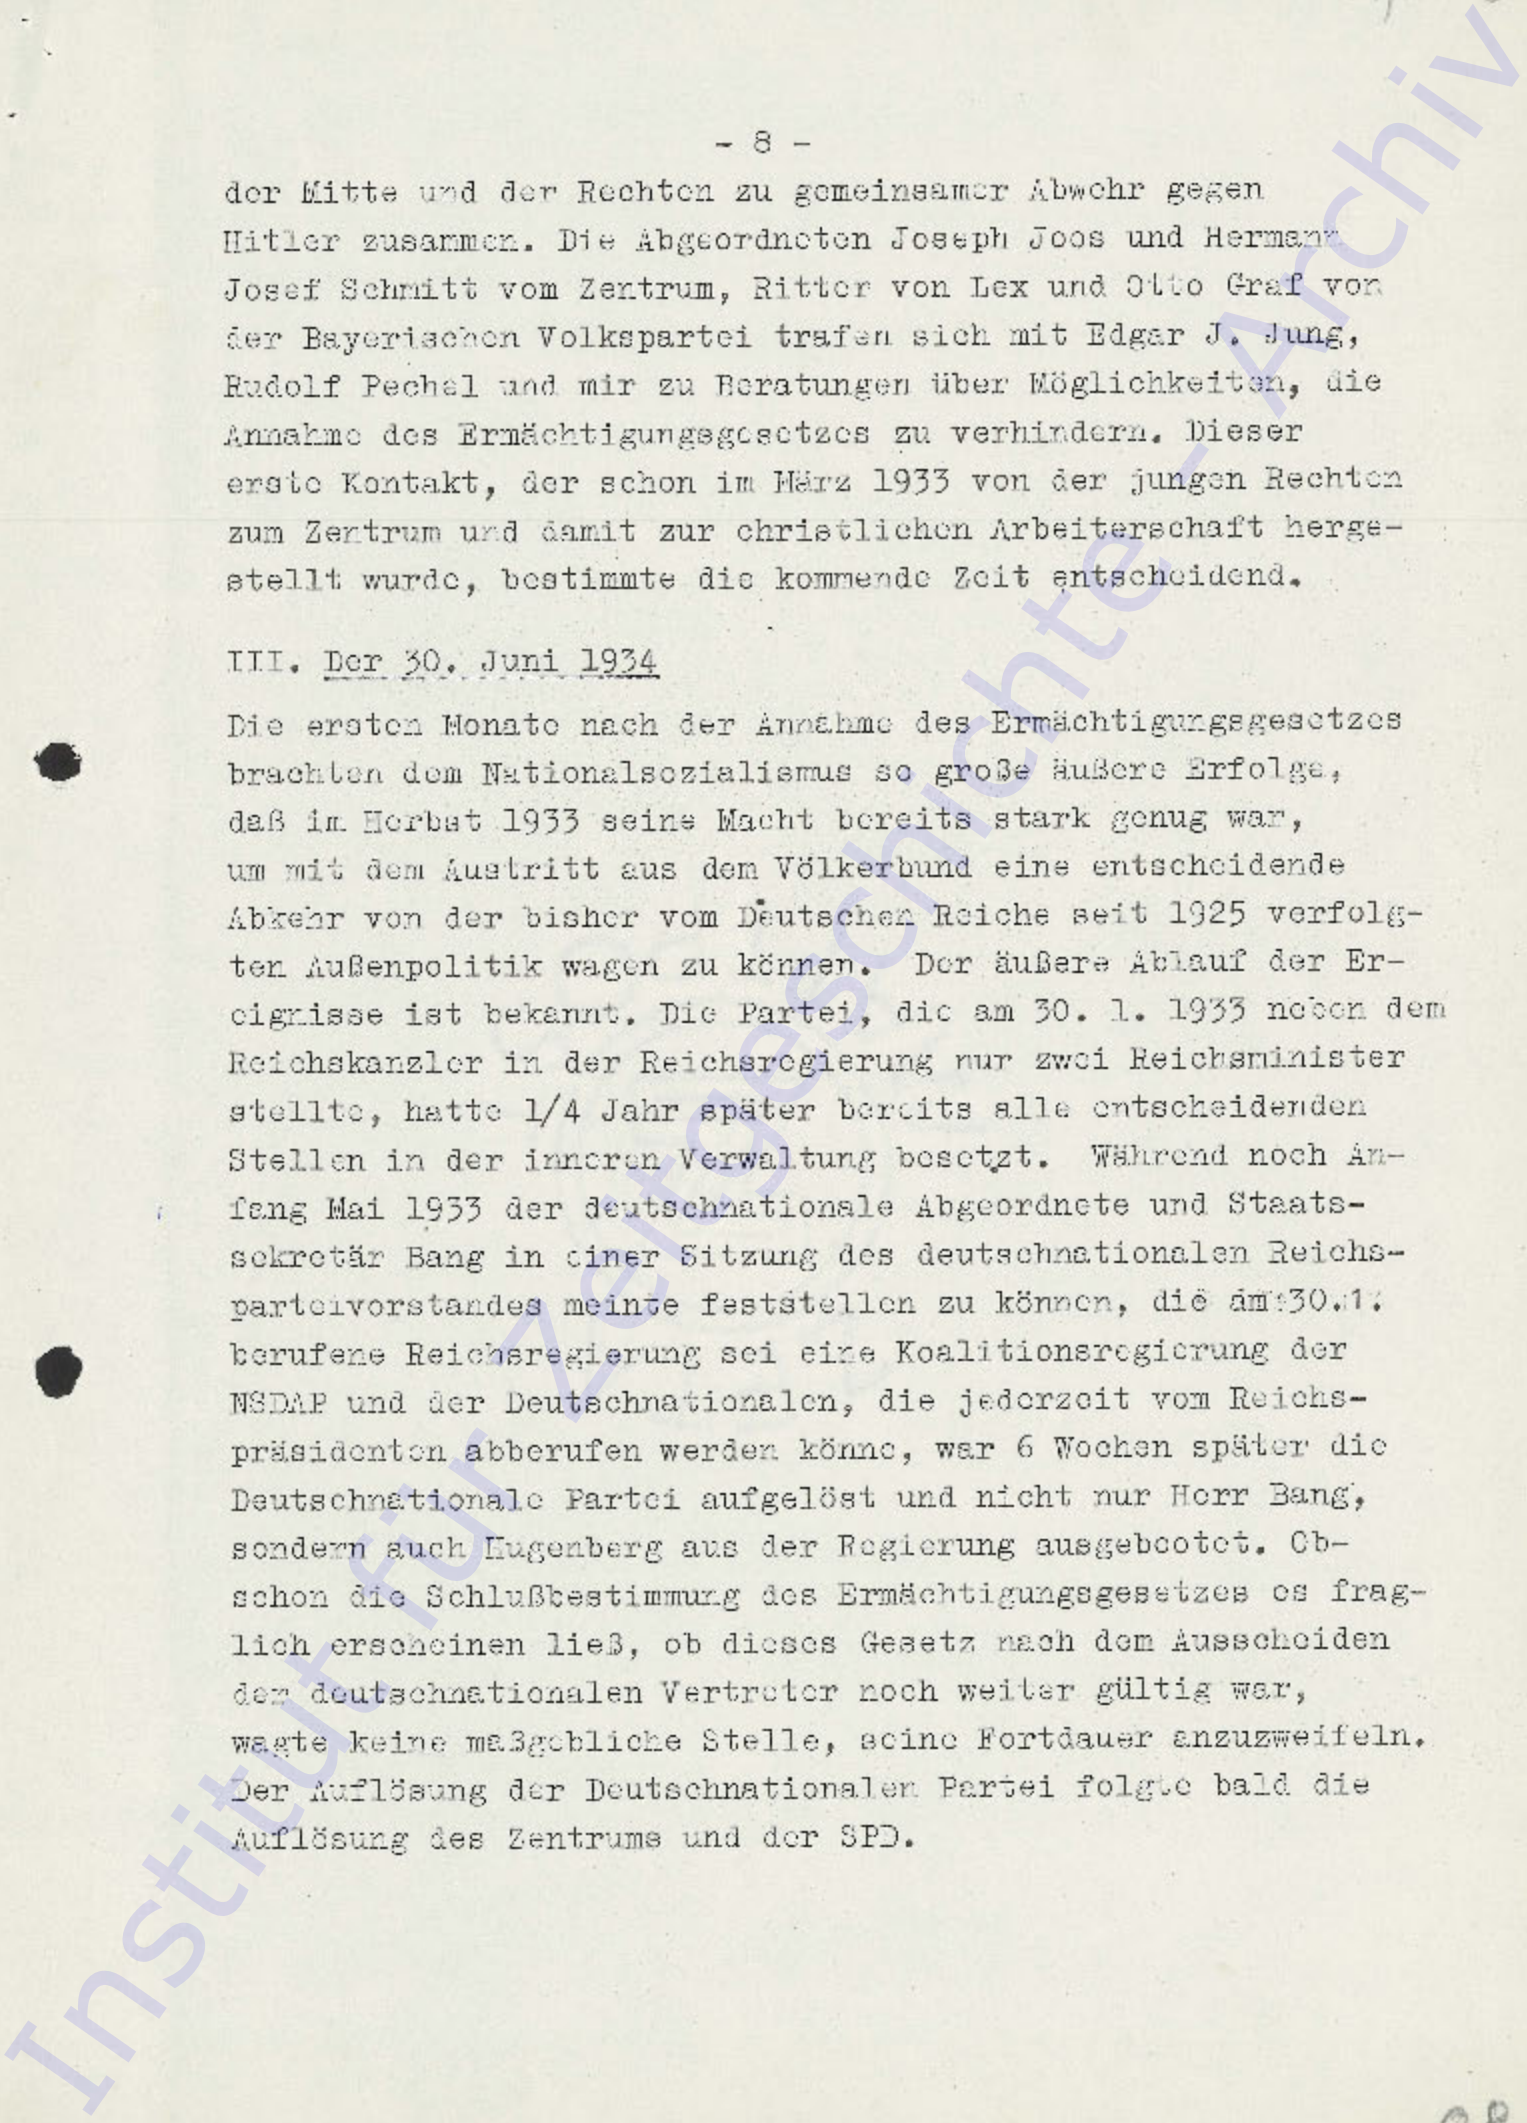 - 8 -
der Mitte und der Rechten zu gemeinsamer Abwehr gegen
Hitler zusammen. Die Abgeordneten Joseph Joos und Hermann
Josef Schmitt vom Zentrum, Ritter von Lex und Otto Graf von
der Bayerischen Volkspartei trafen sich mit Edgar J. Jung,
Rudolf Pechel und mir zu Beratungen über Möglichkeiten, die
Annahme des Ermächtigungsgesetzes zu verhindern. Dieser
erste Kontakt, der schon im März 1933 von der jungen Rechten
zum Zentrum und damit zur christlichen Arbeiterschaft herge-
stellt wurde, bestimmte die kommende Zeit entscheidend.
III. Der 30. Juni 1934
Die ersten Monate nach der Annahme des Ermächtigungsgesetzes
brachten dem Nationalsozialismus so große äußere Erfolge,
daß im Herbst 1933 seine Macht bereits stark genug war,
um mit dem Austritt aus dem Völkerbund eine entscheidende
Abkehr von der bisher vom Deutschen Reiche seit 1925 verfolg-
ten Außenpolitik wagen zu können. Der äußere Ablauf der Er-
eignisse ist bekannt. Die Partei, die am 30. 1. 1933 neben dem
Reichskanzler in der Reichsregierung nur zwei Reichsminister
stellte, hatte 1/4 Jahr später bereits alle entscheidenden
Stellen in der inneren Verwaltung besetzt. Während noch An-
fang Mai 1933 der deutschnationale Abgeordnete und Staats-
sekretär Bang in einer Sitzung des deutschnationalen Reichs-
parteivorstandes meinte feststellen zu können, die am 30.1.
berufene Reichsregierung sei eine Koalitionsregierung der
NSDAP und der Deutschnationalen, die jederzeit vom Reichs-
präsidenten abberufen werden könne, war 6 Wochen später die
Deutschnationale Partei aufgelöst und nicht nur Herr Bang,
sondern auch Hugenberg aus der Regierung ausgebootet. Ob-
schon die Schlußbestimmung des Ermächtigungsgesetzes es frag-
lich erscheinen ließ, ob dieses Gesetz nach dem Ausscheiden
der deutschnationalen Vertreter noch weiter gültig war,
wagte keine maßgebliche Stelle, seine Fortdauer anzuzweifeln.
Der Auflösung der Deutschnationalen Partei folgte bald die
Auflösung des Zentrums und der SPD.
Institut für Zeitgeschichte - Archiv